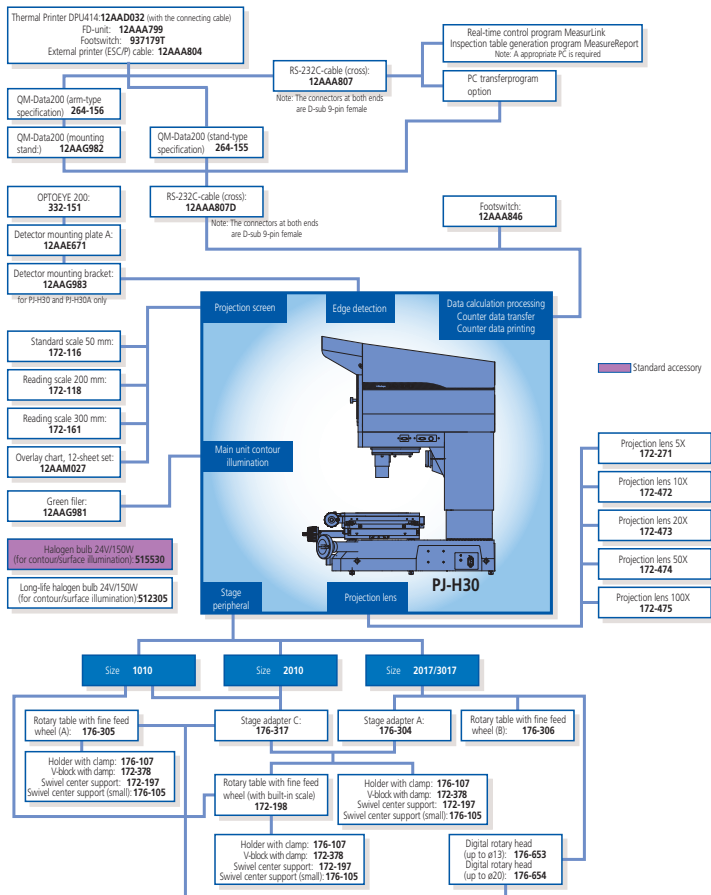 Thermal Printer DPU414:12AAD032 (with the connecting cable)
FD-unit: 12AAA799
Footswitch: 937179T
External printer (ESC/P) cable: 12AAA804
RS-232C-cable (cross):
12AAA807
Note: The connectors at both ends
are D-sub 9-pin female
Real-time control program MeasurLink
Inspection table generation program MeasureReport
Note: A appropriate PC is required
PC transferprogram
option
QM-Data200 (arm-type
specification) 264-156
QM-Data200 (mounting
stand:) 12AAG982
QM-Data200 (stand-type
specification) 264-155
OPTOEYE 200:
332-151
RS-232C-cable (cross):
12AAA807D
Note: The connectors at both ends
are D-sub 9-pin female
Footswitch:
12AAA846
Detector mounting plate A:
12AAE671
Detector mounting bracket:
12AAG983
for PJ-H30 and PJ-H30A only
Projection screen
Edge detection
Data calculation processing
Counter data transfer
Counter data printing
Standard scale 50 mm:
172-116
Reading scale 200 mm:
172-118
Reading scale 300 mm:
172-161
Overlay chart, 12-sheet set:
12AAM027
Green filer:
12AAG981
Main unit contour
illumination
Standard accessory
Projection lens 5X
172-271
Projection lens 10X
172-472
Projection lens 20X
172-473
Projection lens 50X
172-474
Projection lens 100X
172-475
Halogen bulb 24V/150W
(for contour/surface illumination):515530
Long-life halogen bulb 24V/150W
(for contour/surface illumination):512305
PJ-H30
Stage
peripheral
Projection lens
Size 1010
Size 2010
Size 2017/3017
Rotary table with fine feed
wheel (A): 176-305
Stage adapter C:
176-317
Stage adapter A:
176-304
Rotary table with fine feed
wheel (B): 176-306
Holder with clamp: 176-107
V-block with clamp: 172-378
Swivel center support: 172-197
Swivel center support (small): 176-105
Rotary table with fine feed
wheel (with built-in scale)
172-198
Holder with clamp: 176-107
V-block with clamp: 172-378
Swivel center support: 172-197
Swivel center support (small): 176-105
Holder with clamp: 176-107
V-block with clamp: 172-378
Swivel center support: 172-197
Swivel center support (small): 176-105
Digital rotary head
(up to ø13): 176-653
Digital rotary head
(up to ø20): 176-654